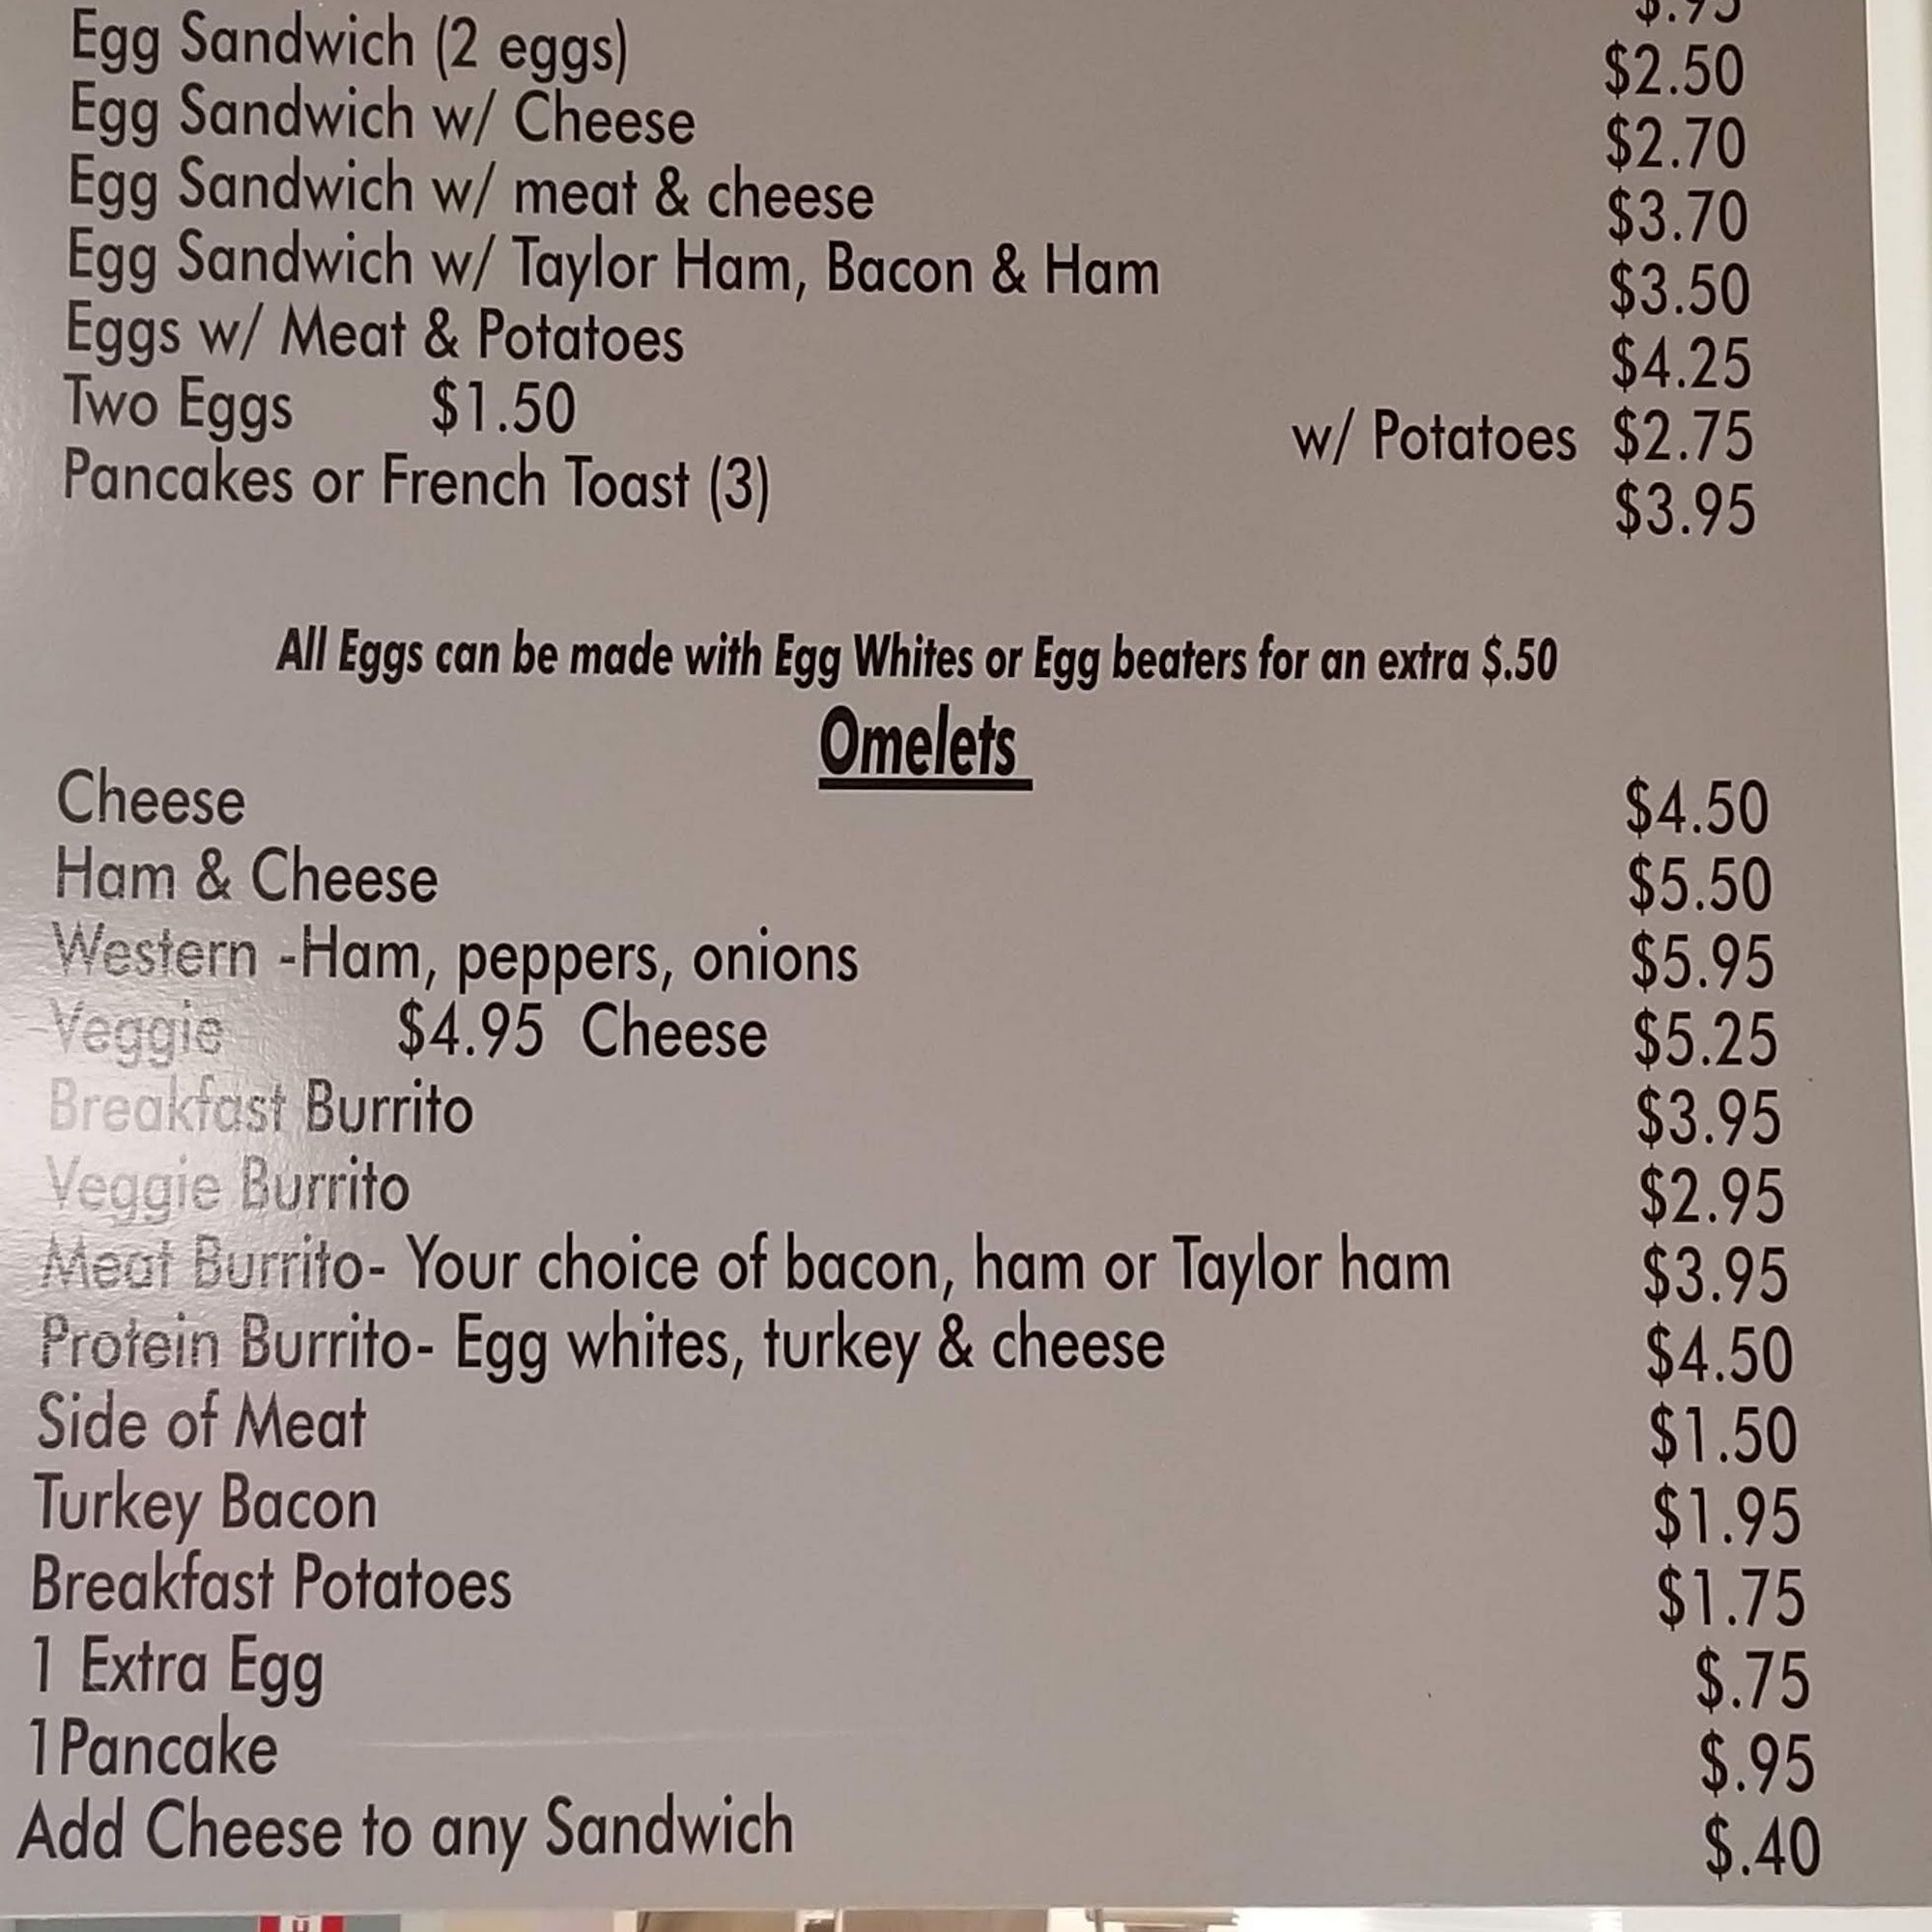 $.95
Egg Sandwich (2 eggs) $2.50
Egg Sandwich w/ Cheese $2.70
Egg Sandwich w/ meat & cheese $3.70
Egg Sandwich w/ Taylor Ham, Bacon & Ham $3.50
Eggs w/ Meat & Potatoes $4.25
Two Eggs $1.50 w/ Potatoes $2.75
Pancakes or French Toast (3) $3.95
All Eggs can be made with Egg Whites or Egg beaters for an extra $.50
Omelets
Cheese $4.50
Ham & Cheese $5.50
Western -Ham, peppers, onions $5.95
Veggie $4.95 Cheese $5.25
Breakfast Burrito $3.95
Veggie Burrito $2.95
Meat Burrito- Your choice of bacon, ham or Taylor ham $3.95
Protein Burrito- Egg whites, turkey & cheese $4.50
Side of Meat $1.50
Turkey Bacon $1.95
Breakfast Potatoes $1.75
1 Extra Egg $.75
1Pancake $.95
Add Cheese to any Sandwich $.40